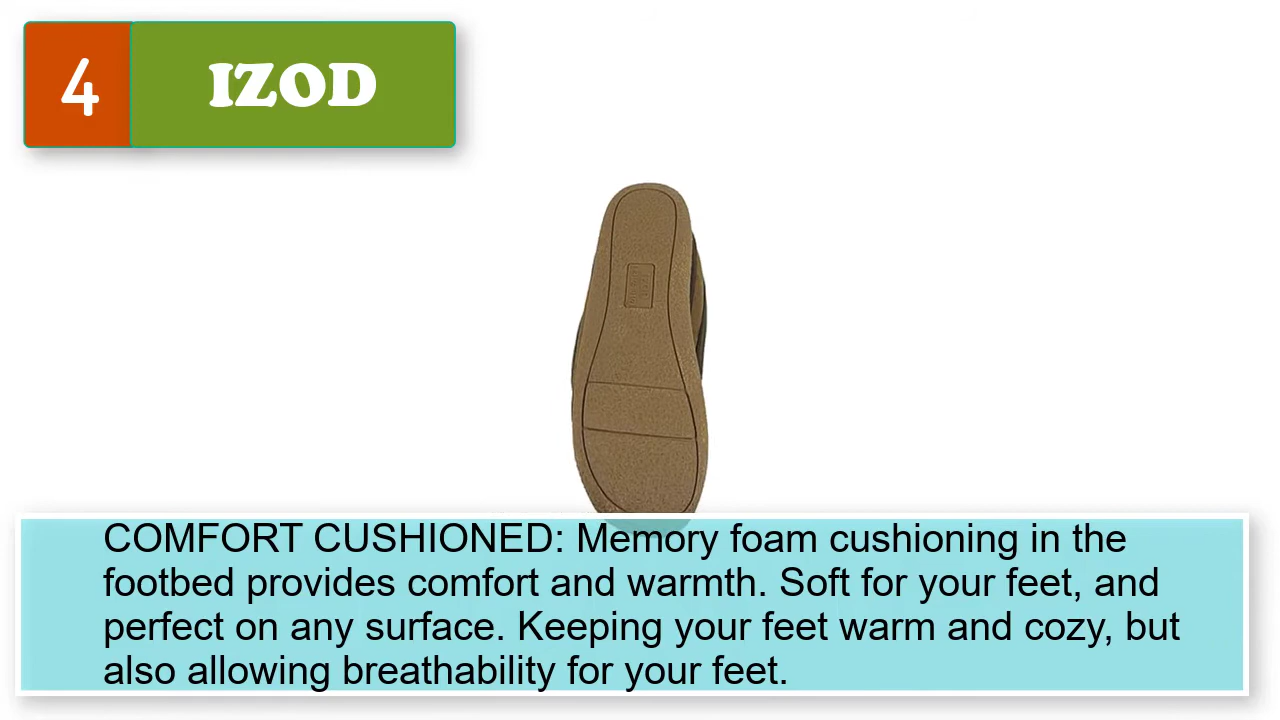 4
IZOD
COMFORT CUSHIONED: Memory foam cushioning in the
footbed provides comfort and warmth. Soft for your feet, and
perfect on any surface. Keeping your feet warm and cozy, but
also allowing breathability for your feet.